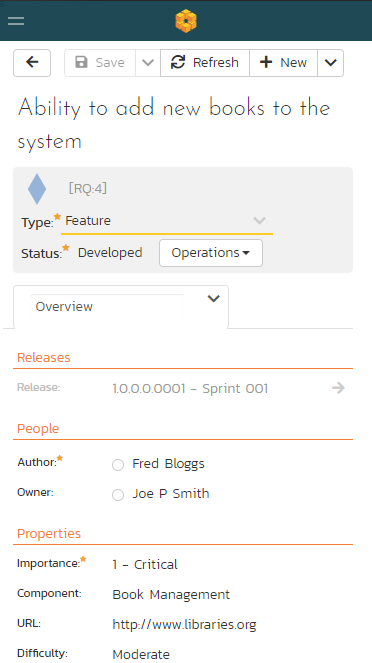 Save
Refresh
New
Ability to add new books to the
system
[RQ:4]
Type:* Feature
Status:* Developed Operations
Overview
Releases
Release: 1.0.0.0.0001 - Sprint 001
People
Author:* Fred Bloggs
Owner: Joe P Smith
Properties
Importance:* 1 - Critical
Component: Book Management
URL: http://www.libraries.org
Difficulty: Moderate